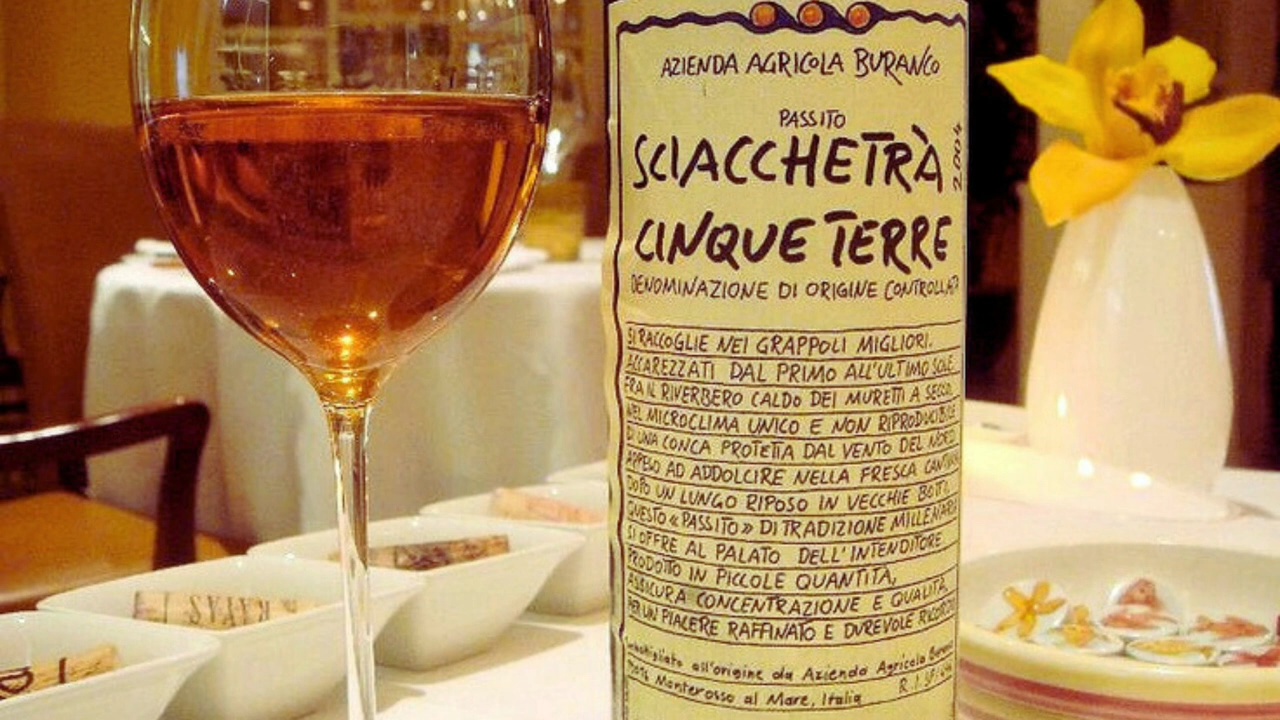 AZIENDA AGRICOLA BURANCO
PASSITO
SCIACCHETRÀ
2004
CINQUE TERRE
DENOMINAZIONE DI ORIGINE CONTROLLATA
SI RACCOGLIE NEI GRAPPOLI MIGLIORI.
ACCAREZZATI DAL PRIMO ALL'ULTIMO SOLE
FRA IL RIVERBERO CALDO DEI MURETTI A SECCO,
NEL MICROCLIMA UNICO E NON RIPRODUCIBILE
DI UNA CONCA PROTETTA DAL VENTO DEL NORD.
APPESO AD ADDOLCIRE NELLA FRESCA CANTINA
DOPO UN LUNGO RIPOSO IN VECCHIE BOTTI,
QUESTO «PASSITO» DI TRADIZIONE MILLENARIA
SI OFFRE AL PALATO DELL'INTENDITORE
PRODOTTO IN PICCOLE QUANTITÀ,
ASSICURA CONCENTRAZIONE E QUALITÀ,
PER UN PIACERE RAFFINATO E DUREVOLE RICORDO
imbottigliato all'origine da Azienda Agricola Buranco
Monterosso al Mare, Italia